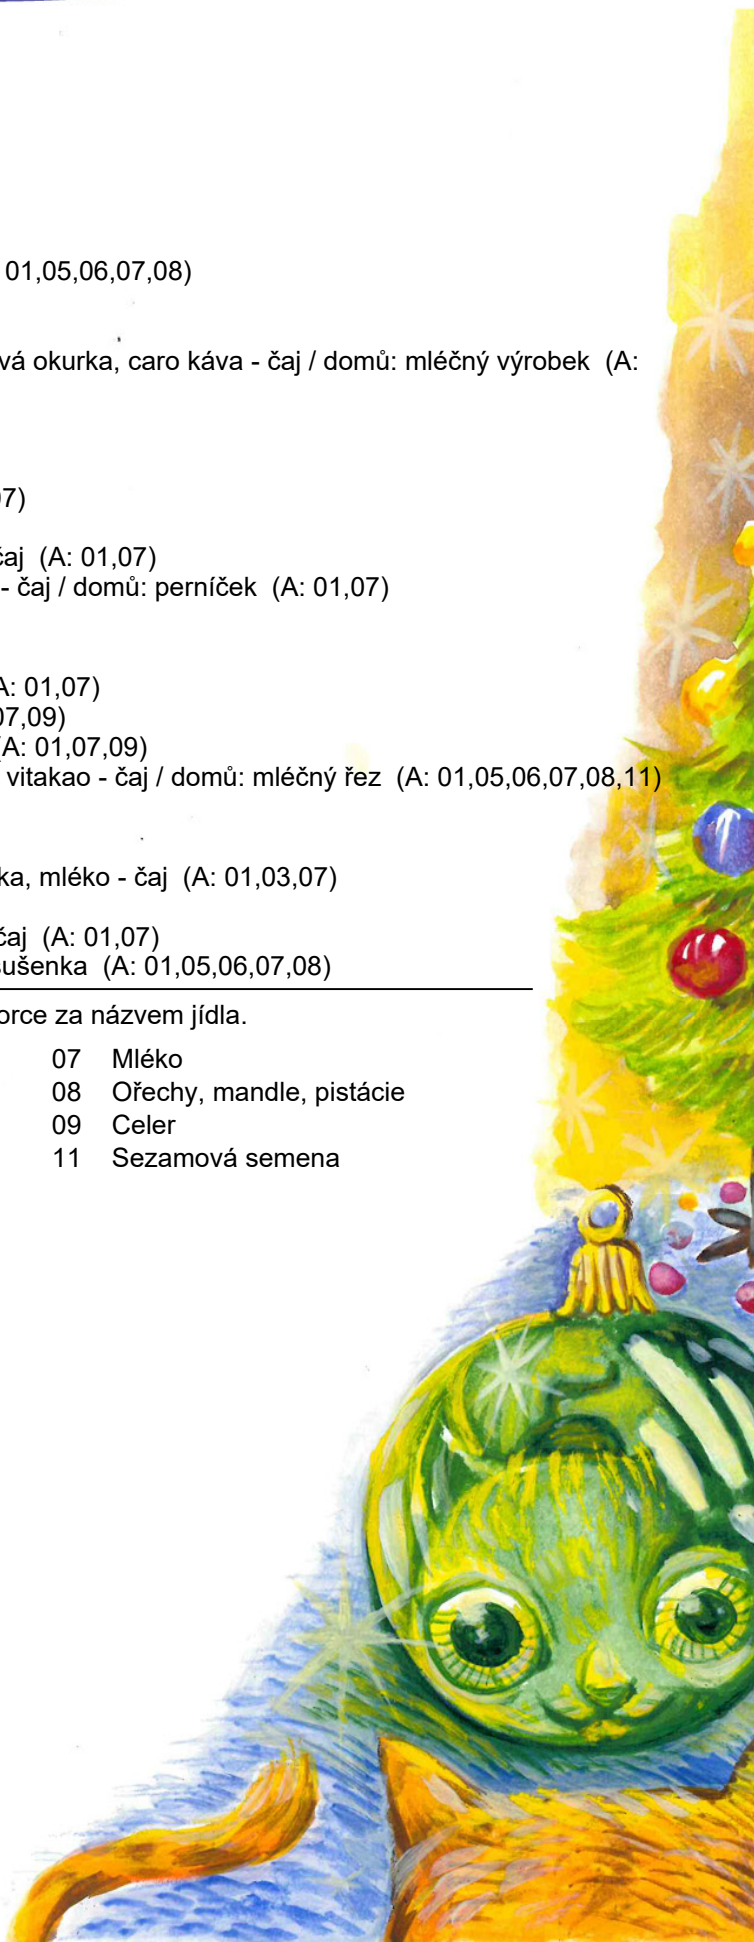 01,05,06,07,08)
vá okurka, caro káva - čaj / domů: mléčný výrobek (A:
07)
čaj (A: 01,07)
- čaj / domů: perníček (A: 01,07)
A: 01,07)
07,09)
(A: 01,07,09)
vitakao - čaj / domů: mléčný řez (A: 01,05,06,07,08,11)
ka, mléko - čaj (A: 01,03,07)
čaj (A: 01,07)
sušenka (A: 01,05,06,07,08)
orce za názvem jídla.
07 Mléko
08 Ořechy, mandle, pistácie
09 Celer
11 Sezamová semena